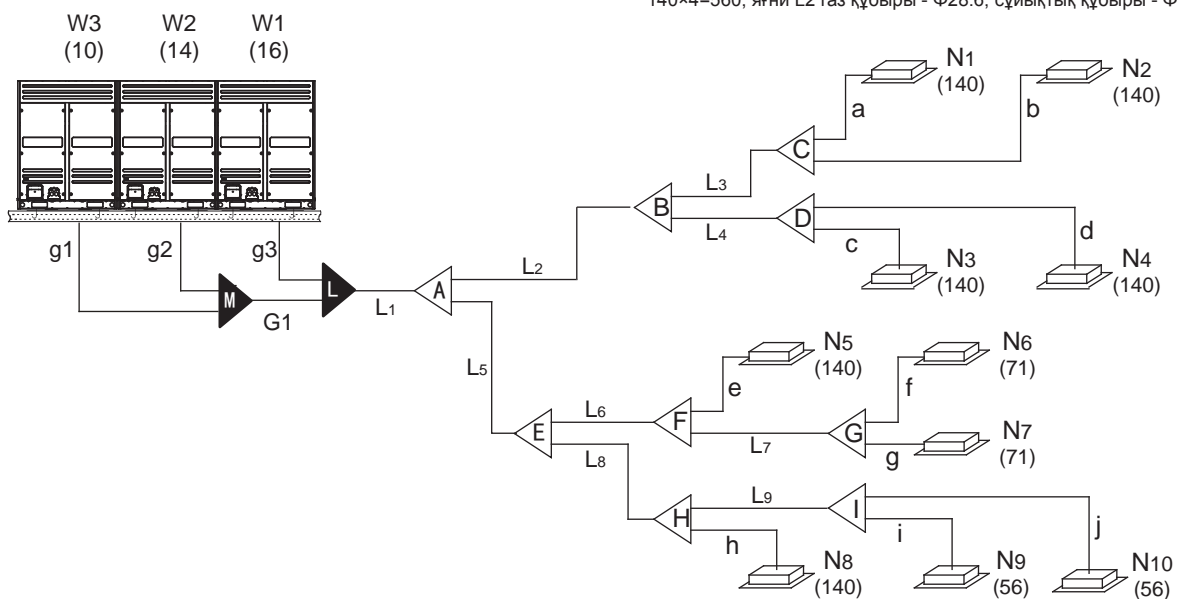 140×4=560, яғни L2 газ құбыры - Φ28.6, сұйықтық құбыры - Φ
W3
(10)
W2
(14)
W1
(16)
g1
g2
g3
M
G1
L
L1
A
L2
L5
B
L3
L4
C
a
N1
(140)
b
N2
(140)
D
c
N3
(140)
d
N4
(140)
E
L6
L8
F
e
N5
(140)
L7
G
f
N6
(71)
g
N7
(71)
H
L9
h
N8
(140)
I
i
N9
(56)
j
N10
(56)